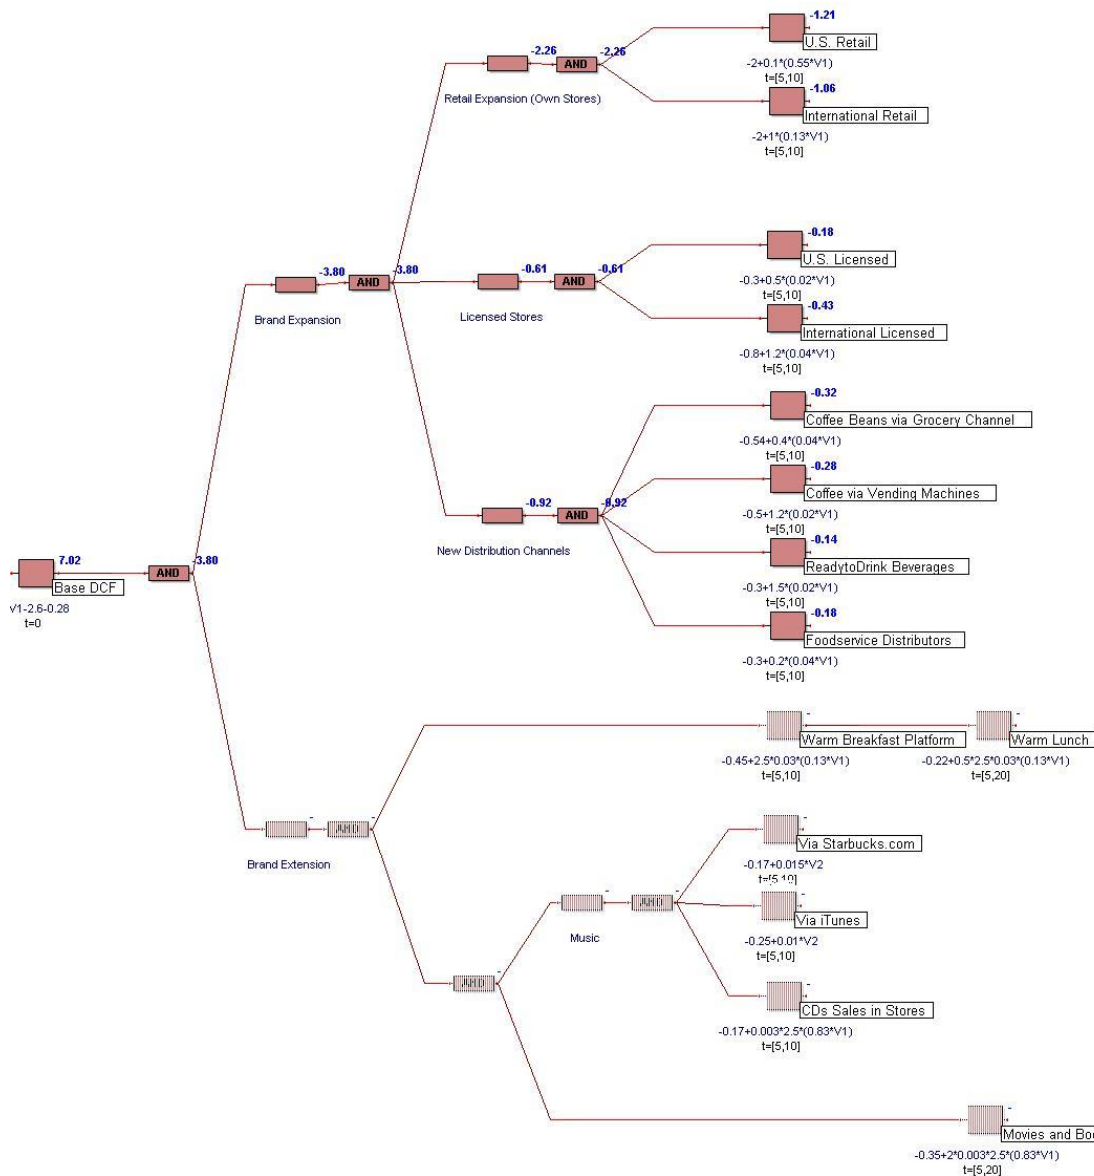 -1.21
U.S. Retail
-2+0.1*(0.55*V1)
t=[5,10]
-2.26
AND
-2.26
Retail Expansion (Own Stores)
-1.06
International Retail
-2+1*(0.13*V1)
t=[5,10]
-0.18
U.S. Licensed
-0.3+0.5*(0.02*V1)
t=[5,10]
-3.80
AND
-3.80
Brand Expansion
-0.61
AND
-0.61
Licensed Stores
-0.43
International Licensed
-0.8+1.2*(0.04*V1)
t=[5,10]
-0.32
Coffee Beans via Grocery Channel
-0.54+0.4*(0.04*V1)
t=[5,10]
-0.28
Coffee via Vending Machines
-0.5+1.2*(0.02*V1)
t=[5,10]
-0.92
AND
-0.92
New Distribution Channels
-0.14
ReadytoDrink Beverages
-0.3+1.5*(0.02*V1)
t=[5,10]
7.02
Base DCF
V1-2.6-0.28
t=0
AND
-3.80
-0.18
Foodservice Distributors
-0.3+0.2*(0.04*V1)
t=[5,10]
-
Warm Breakfast Platform
-0.45+2.5*0.03*(0.13*V1)
t=[5,10]
-
Warm Lunch
-0.22+0.5*2.5*0.03*(0.13*V1)
t=[5,20]
-
AND
-
Brand Extension
-
Via Starbucks.com
-0.17+0.015*V2
t=[5,10]
-
AND
-
Music
-
Via iTunes
-0.25+0.01*V2
t=[5,10]
AND
-
-
CDs Sales in Stores
-0.17+0.003*2.5*(0.83*V1)
t=[5,10]
-
Movies and Boo
-0.35+2*0.003*2.5*(0.83*V1)
t=[5,20]